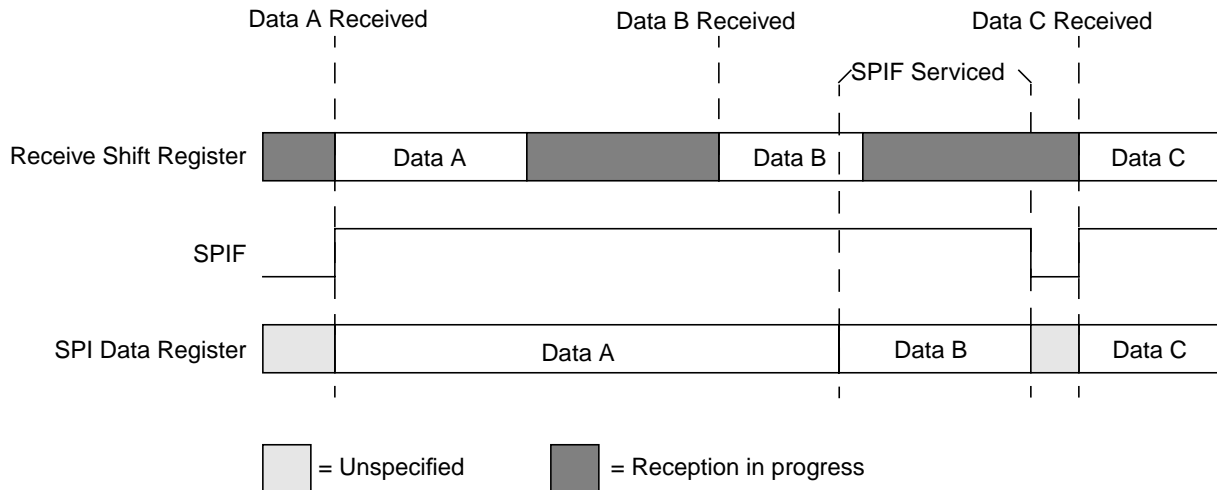 Data A Received
Data B Received
Data C Received
SPIF Serviced
Receive Shift Register
Data A
Data B
Data C
SPIF
SPI Data Register
Data A
Data B
Data C
= Unspecified
= Reception in progress